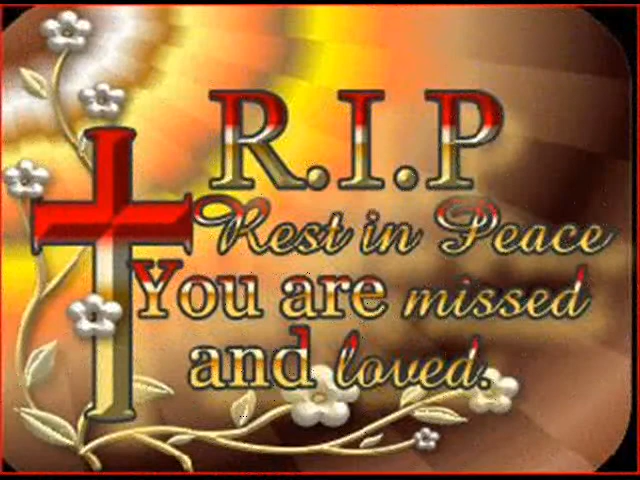 R.I.P
Rest in Peace
You are missed
and loved.